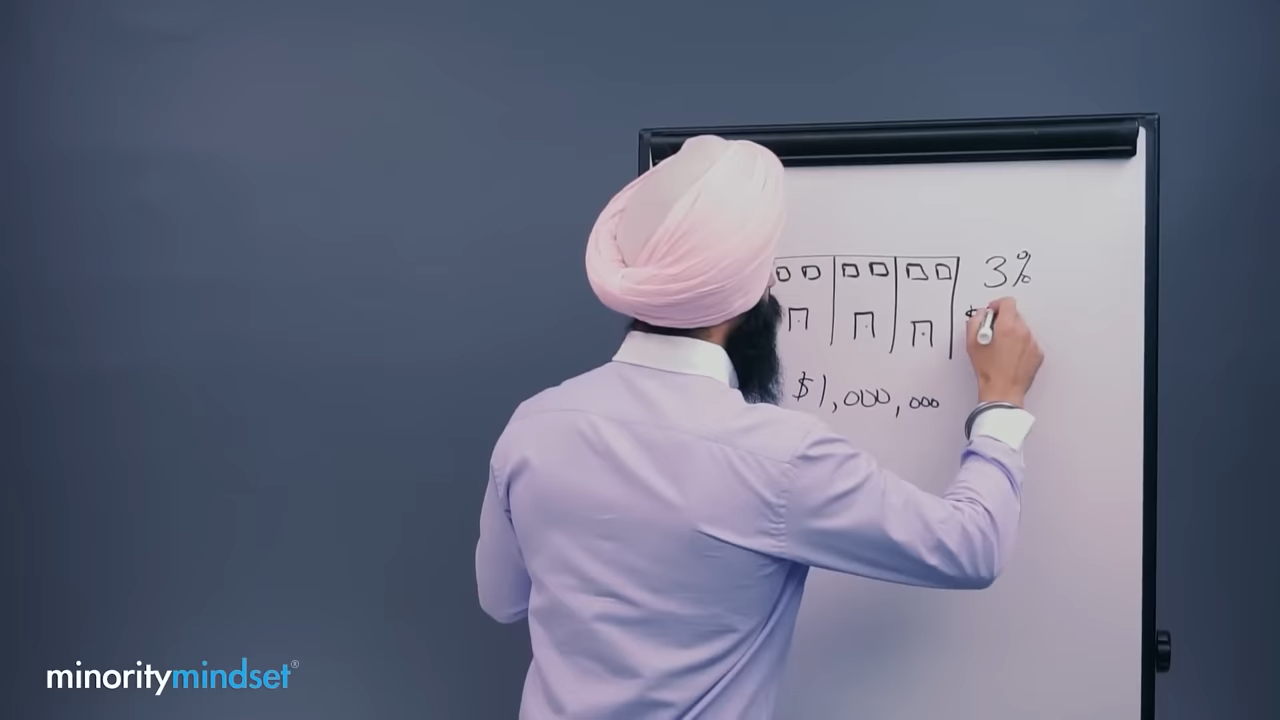 3%
$
$1,000,000
minoritymindset®